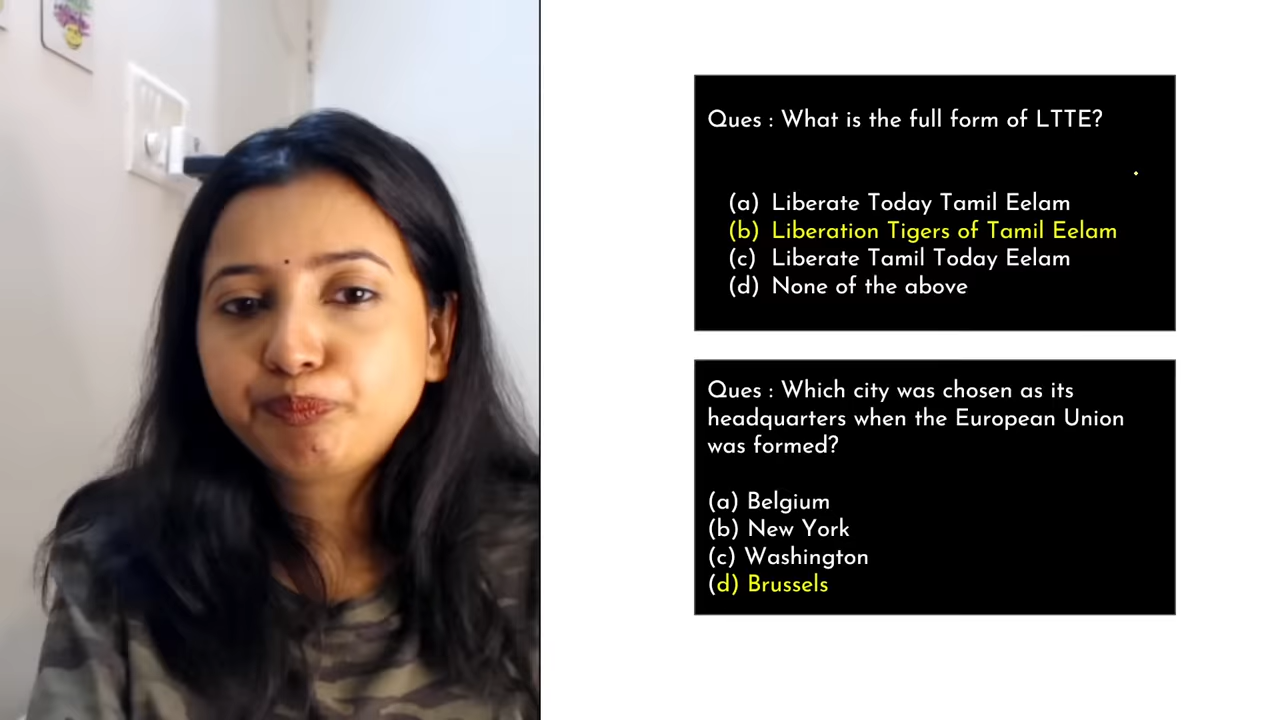 Ques : What is the full form of LTTE?
(a) Liberate Today Tamil Eelam
(b) Liberation Tigers of Tamil Eelam
(c) Liberate Tamil Today Eelam
(d) None of the above
Ques : Which city was chosen as its
headquarters when the European Union
was formed?
(a) Belgium
(b) New York
(c) Washington
(d) Brussels